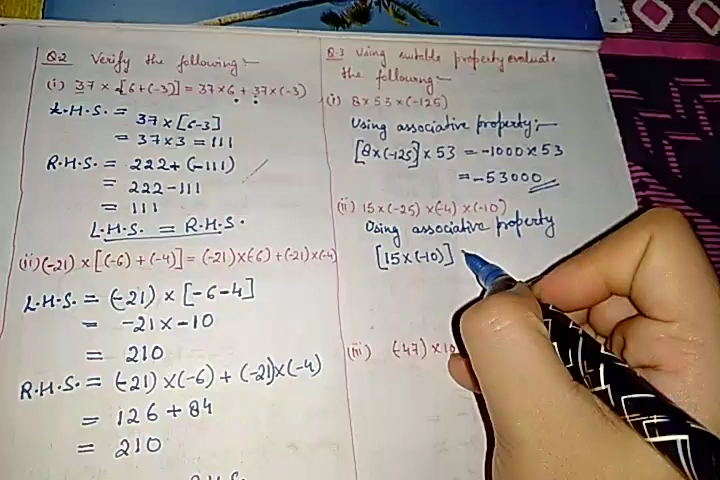 Q.2 Verify the following:-
(i) 37 × [6+(-3)] = 37×6 + 37×(-3)
L.H.S. = 37 × [6-3]
= 37×3 = 111
R.H.S. = 222+(-111)
= 222-111
= 111
L.H.S = R.H.S.
(ii) (-21) × [(-6) + (-4)] = (-21)×(-6) + (-21)×(-4)
L.H.S. = (-21) × [-6-4]
= -21×-10
= 210
R.H.S. = (-21)×(-6) + (-21)×(-4)
= 126 + 84
= 210
Q.3 Using suitable property evaluate
the following:-
(i) 8×53×(-125)
Using associative property:-
[8×(-125]×53 = -1000×53
= -53000
(ii) 15×(-25)×(-4)×(-10)
Using associative property
[15×(-10)]
(iii) (-47)×10